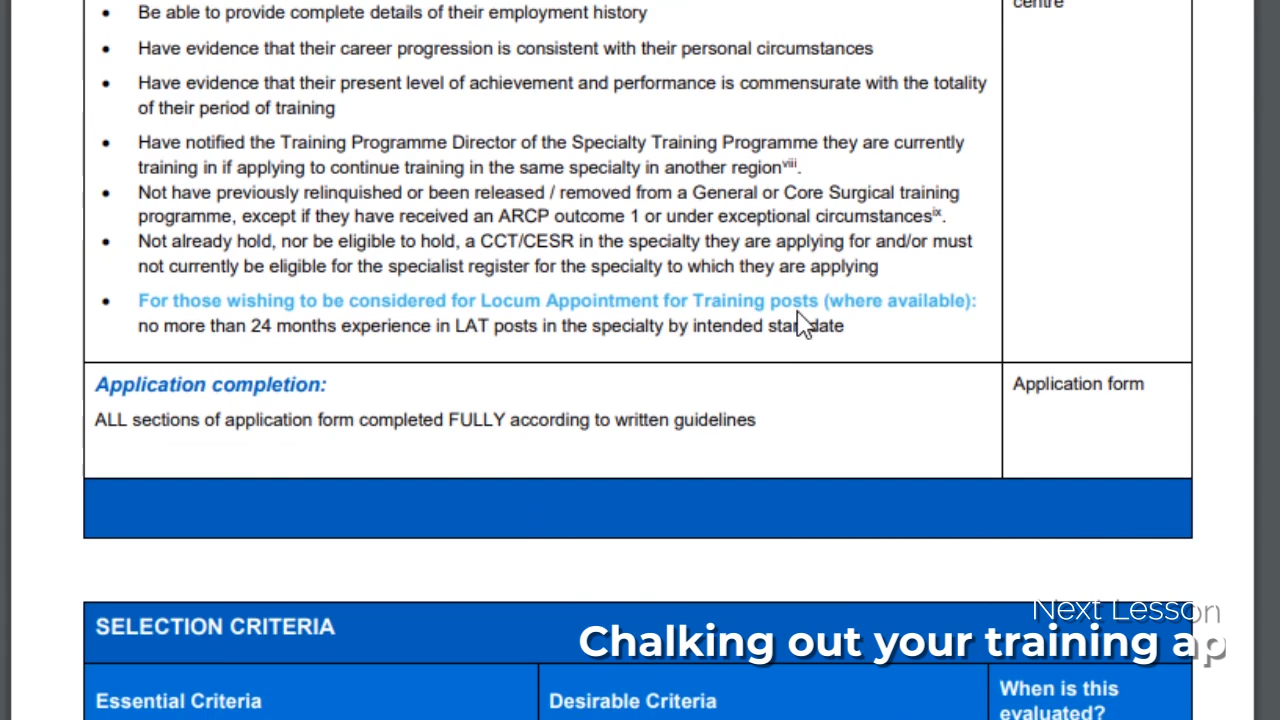 centre
• Be able to provide complete details of their employment history
• Have evidence that their career progression is consistent with their personal circumstances
• Have evidence that their present level of achievement and performance is commensurate with the totality
of their period of training
• Have notified the Training Programme Director of the Specialty Training Programme they are currently
training in if applying to continue training in the same specialty in another regionviii.
• Not have previously relinquished or been released / removed from a General or Core Surgical training
programme, except if they have received an ARCP outcome 1 or under exceptional circumstancesix.
• Not already hold, nor be eligible to hold, a CCT/CESR in the specialty they are applying for and/or must
not currently be eligible for the specialist register for the specialty to which they are applying
• For those wishing to be considered for Locum Appointment for Training posts (where available):
no more than 24 months experience in LAT posts in the specialty by intended start date
Application completion:
Application form
ALL sections of application form completed FULLY according to written guidelines
SELECTION CRITERIA
Next Lesson
Chalking out your training ap
Essential Criteria
Desirable Criteria
When is this
evaluated?